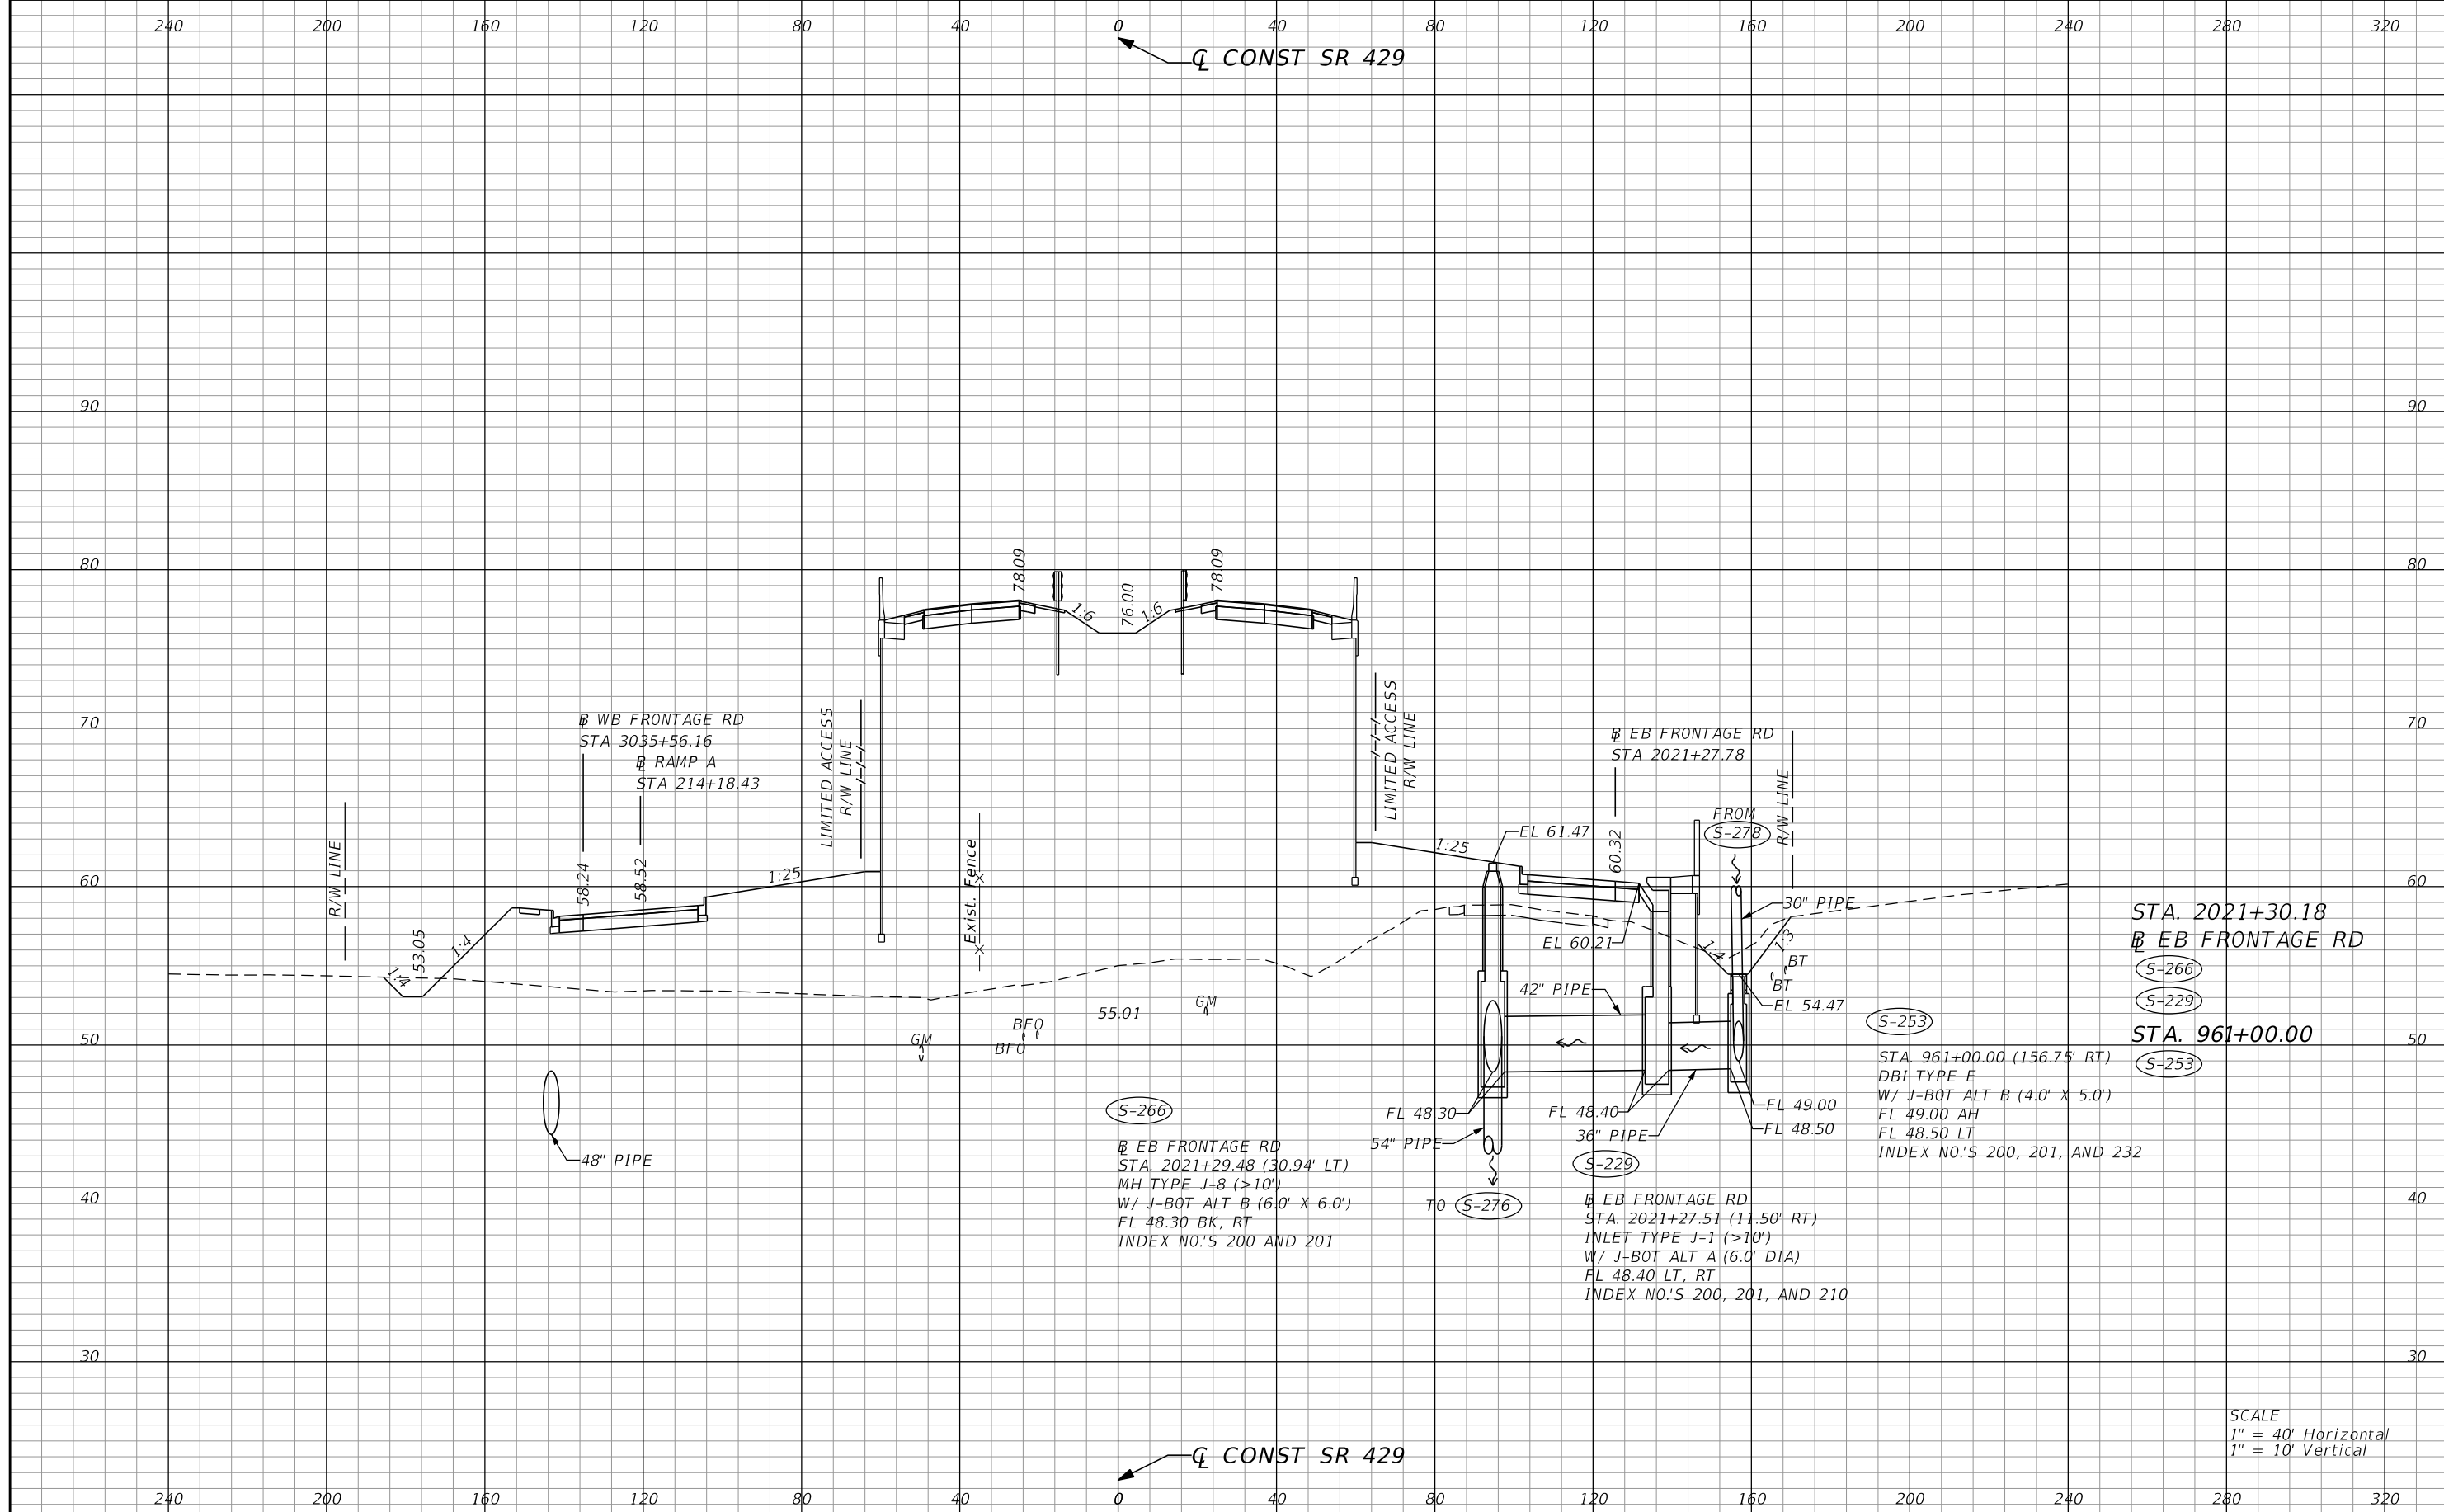 240 200 160 120 80 40 0 40 80 120 160 200 240 280 320
℄ CONST SR 429
90 90
80 80
70 70
60 60
50 50
40 40
30 30
78.09
76.00
78.09
1:6
1:6
B WB FRONTAGE RD
STA 3035+56.16
B RAMP A
STA 214+18.43
LIMITED ACCESS
R/W LINE
LIMITED ACCESS
R/W LINE
B EB FRONTAGE RD
STA 2021+27.78
R/W LINE
R/W LINE
53.05
1:4
1:4
58.24
58.52
1:25
Exist. Fence
1:25
EL 61.47
60.32
FROM
S-278
30" PIPE
EL 60.21
1:4
1:3
BT
BT
EL 54.47
42" PIPE
GM
55.01
GM
BFO
BFO
48" PIPE
S-266
B EB FRONTAGE RD
STA. 2021+29.48 (30.94' LT)
MH TYPE J-8 (>10')
W/ J-BOT ALT B (6.0' X 6.0')
FL 48.30 BK, RT
INDEX NO.'S 200 AND 201
FL 48.30
54" PIPE
TO S-276
FL 48.40
36" PIPE
S-229
B EB FRONTAGE RD
STA. 2021+27.51 (11.50' RT)
INLET TYPE J-1 (>10')
W/ J-BOT ALT A (6.0' DIA)
FL 48.40 LT, RT
INDEX NO.'S 200, 201, AND 210
FL 49.00
FL 48.50
S-253
STA. 961+00.00 (156.75' RT)
DBI TYPE E
W/ J-BOT ALT B (4.0' X 5.0')
FL 49.00 AH
FL 48.50 LT
INDEX NO.'S 200, 201, AND 232
STA. 2021+30.18
B EB FRONTAGE RD
S-266
S-229
STA. 961+00.00
S-253
SCALE
1" = 40' Horizontal
1" = 10' Vertical
℄ CONST SR 429
240 200 160 120 80 40 0 40 80 120 160 200 240 280 320